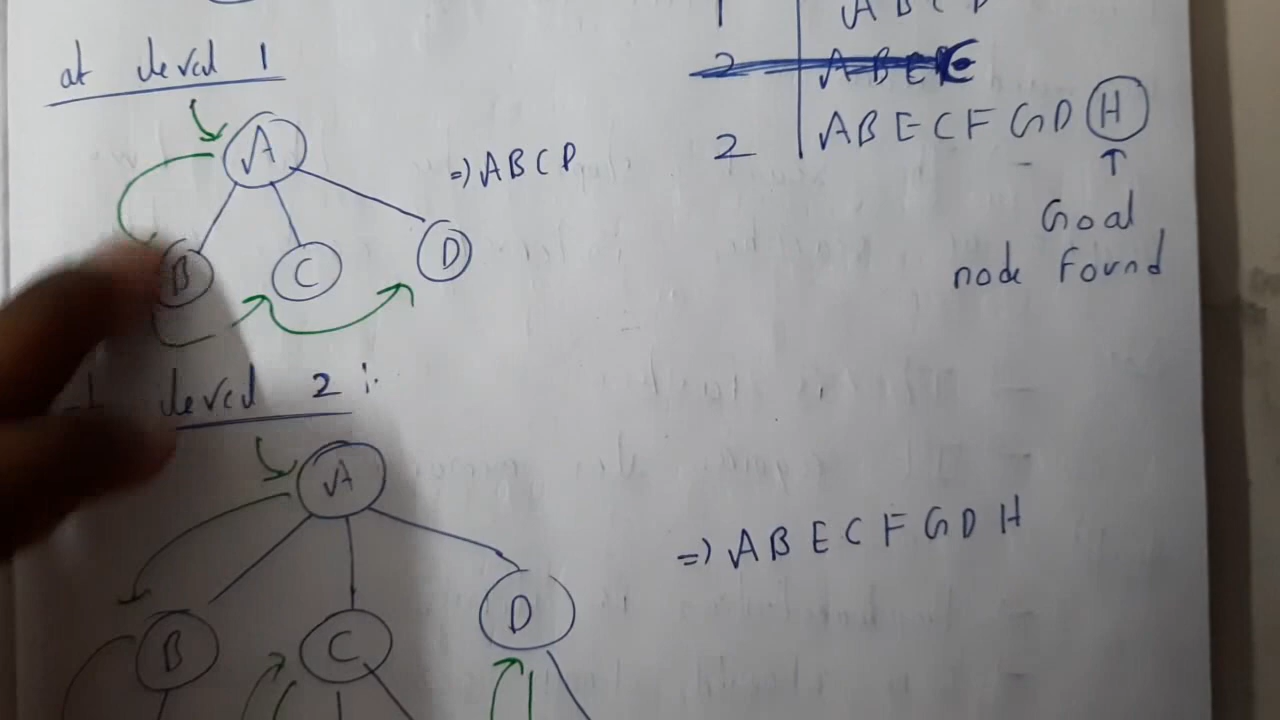 1 A B C D
at level 1
2 A B E C
2 A B E C F G D H
A
=) A B C D
Goal
B C D
node Found
level 2 :
A
=) A B E C F G D H
D
B C